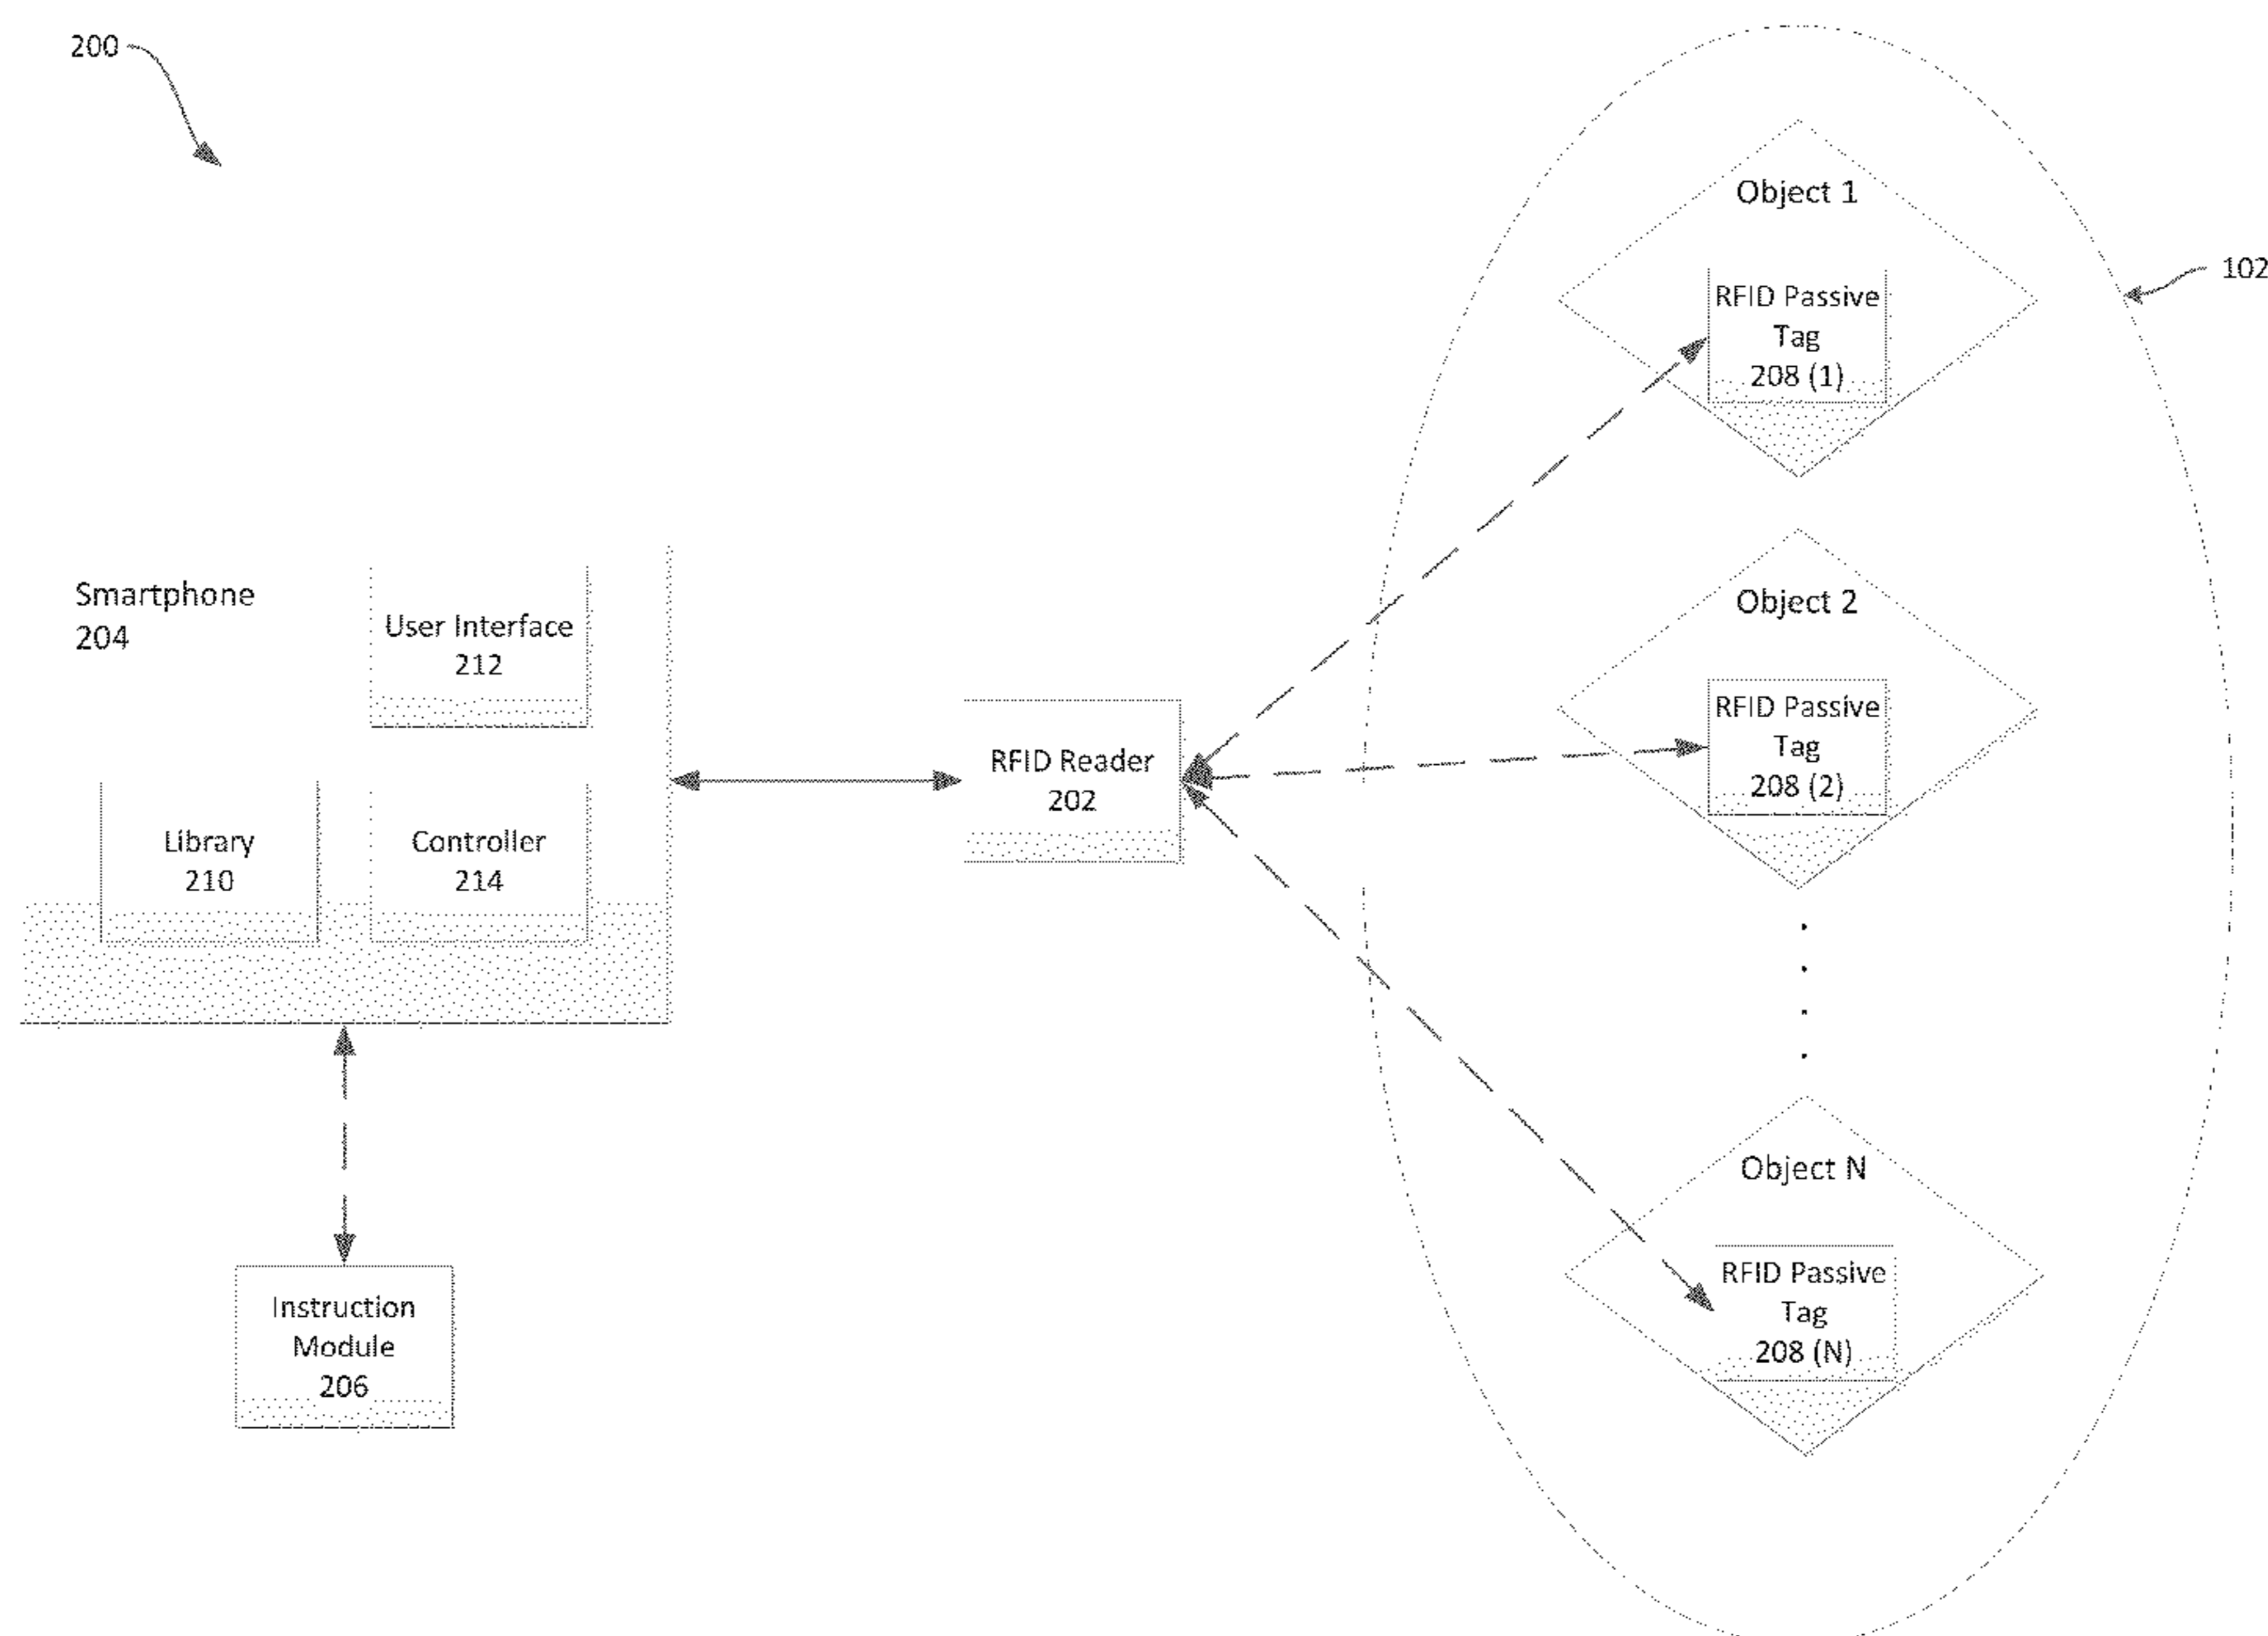 200
Object 1
102
RFID Passive
Tag
208 (1)
Smartphone
204
User Interface
212
Object 2
RFID Passive
Tag
208 (2)
RFID Reader
202
Library
210
Controller
214
Object N
RFID Passive
Tag
208 (N)
Instruction
Module
206